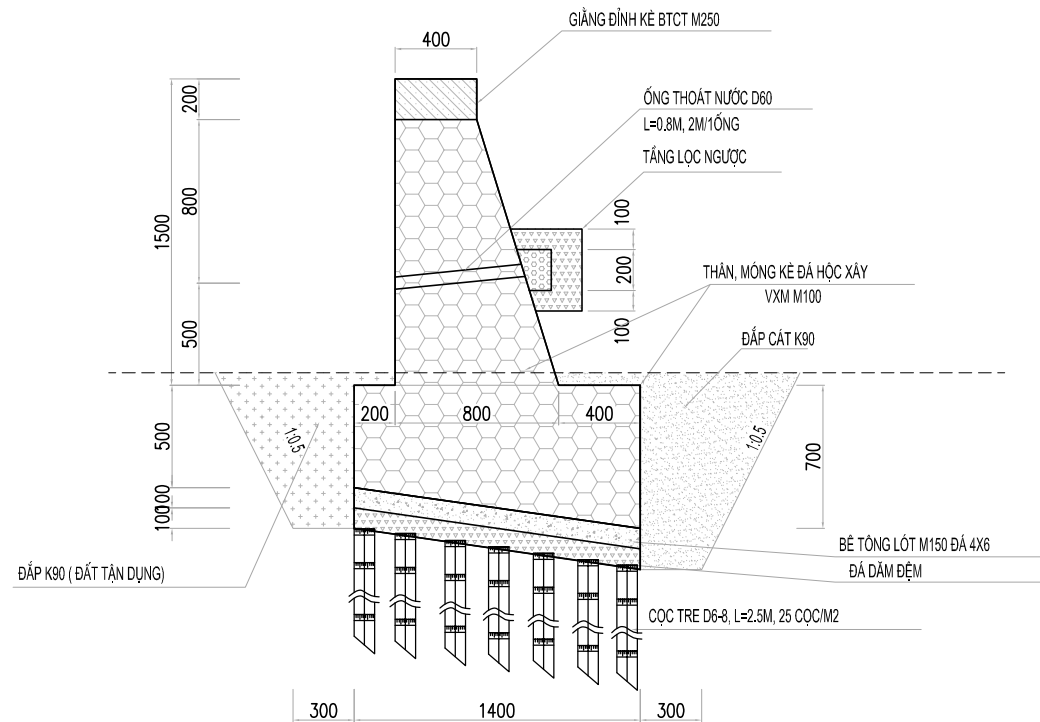 GIẰNG ĐỈNH KÈ BTCT M250
400
ỐNG THOÁT NƯỚC D60
L=0.8M, 2M/1ỐNG
TẦNG LỌC NGƯỢC
200
800
1500
500
100
200
100
THÂN, MÓNG KÈ ĐÁ HỘC XÂY
VXM M100
ĐẮP CÁT K90
200
800
400
1:0.5
1:0.5
500
100
100
700
BÊ TÔNG LÓT M150 ĐÁ 4X6
ĐÁ DĂM ĐỆM
ĐẮP K90 ( ĐẤT TẬN DỤNG)
CỌC TRE D6-8, L=2.5M, 25 CỌC/M2
300
1400
300